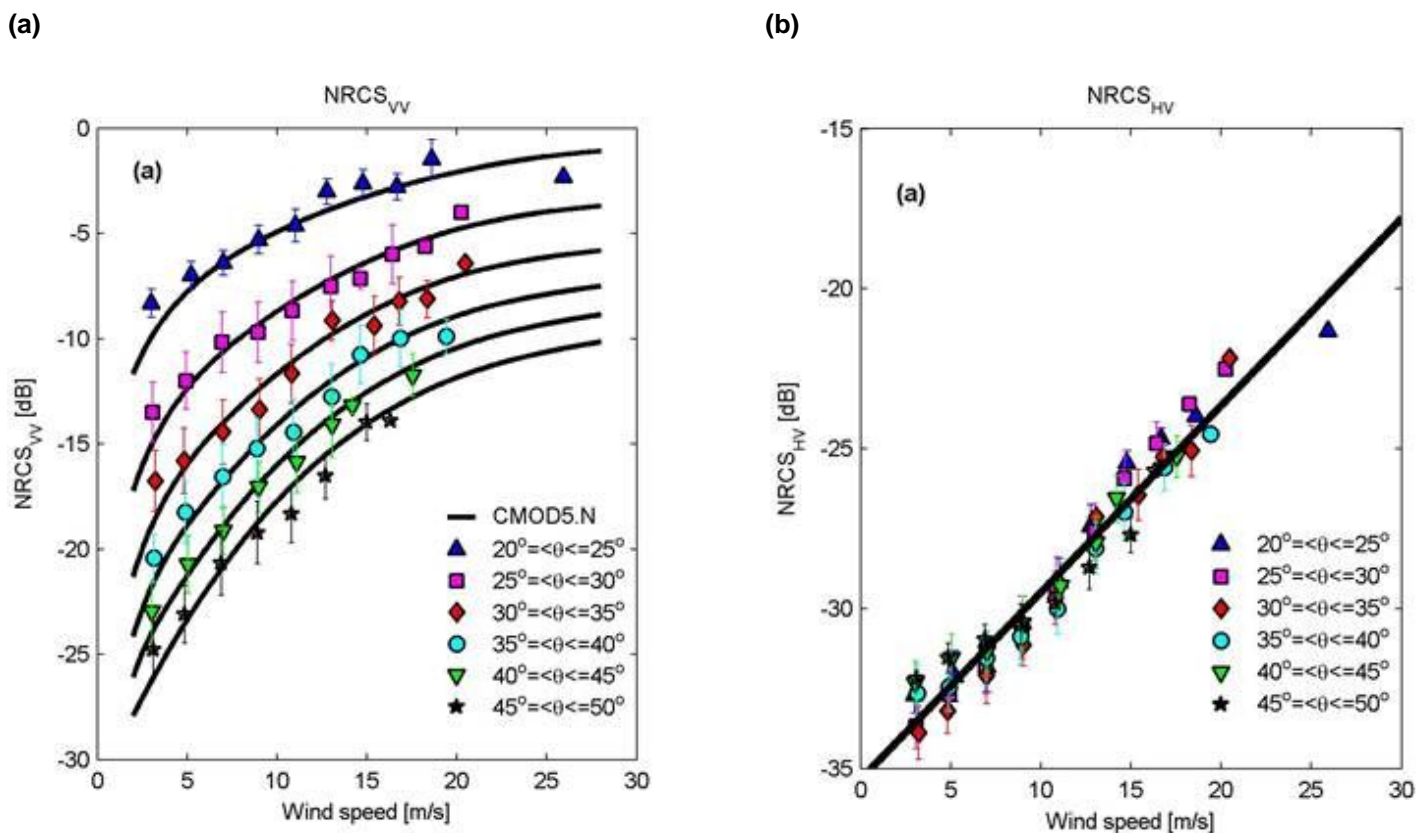 (a)
NRCS_VV
0
-5
-10
-15
-20
-25
-30
NRCS_VV [dB]
(a)
CMOD5.N
20°=<θ<=25°
25°=<θ<=30°
30°=<θ<=35°
35°=<θ<=40°
40°=<θ<=45°
45°=<θ<=50°
0 5 10 15 20 25 30
Wind speed [m/s]
(b)
NRCS_HV
-15
-20
-25
-30
-35
NRCS_HV [dB]
(a)
20°=<θ<=25°
25°=<θ<=30°
30°=<θ<=35°
35°=<θ<=40°
40°=<θ<=45°
45°=<θ<=50°
0 5 10 15 20 25 30
Wind speed [m/s]